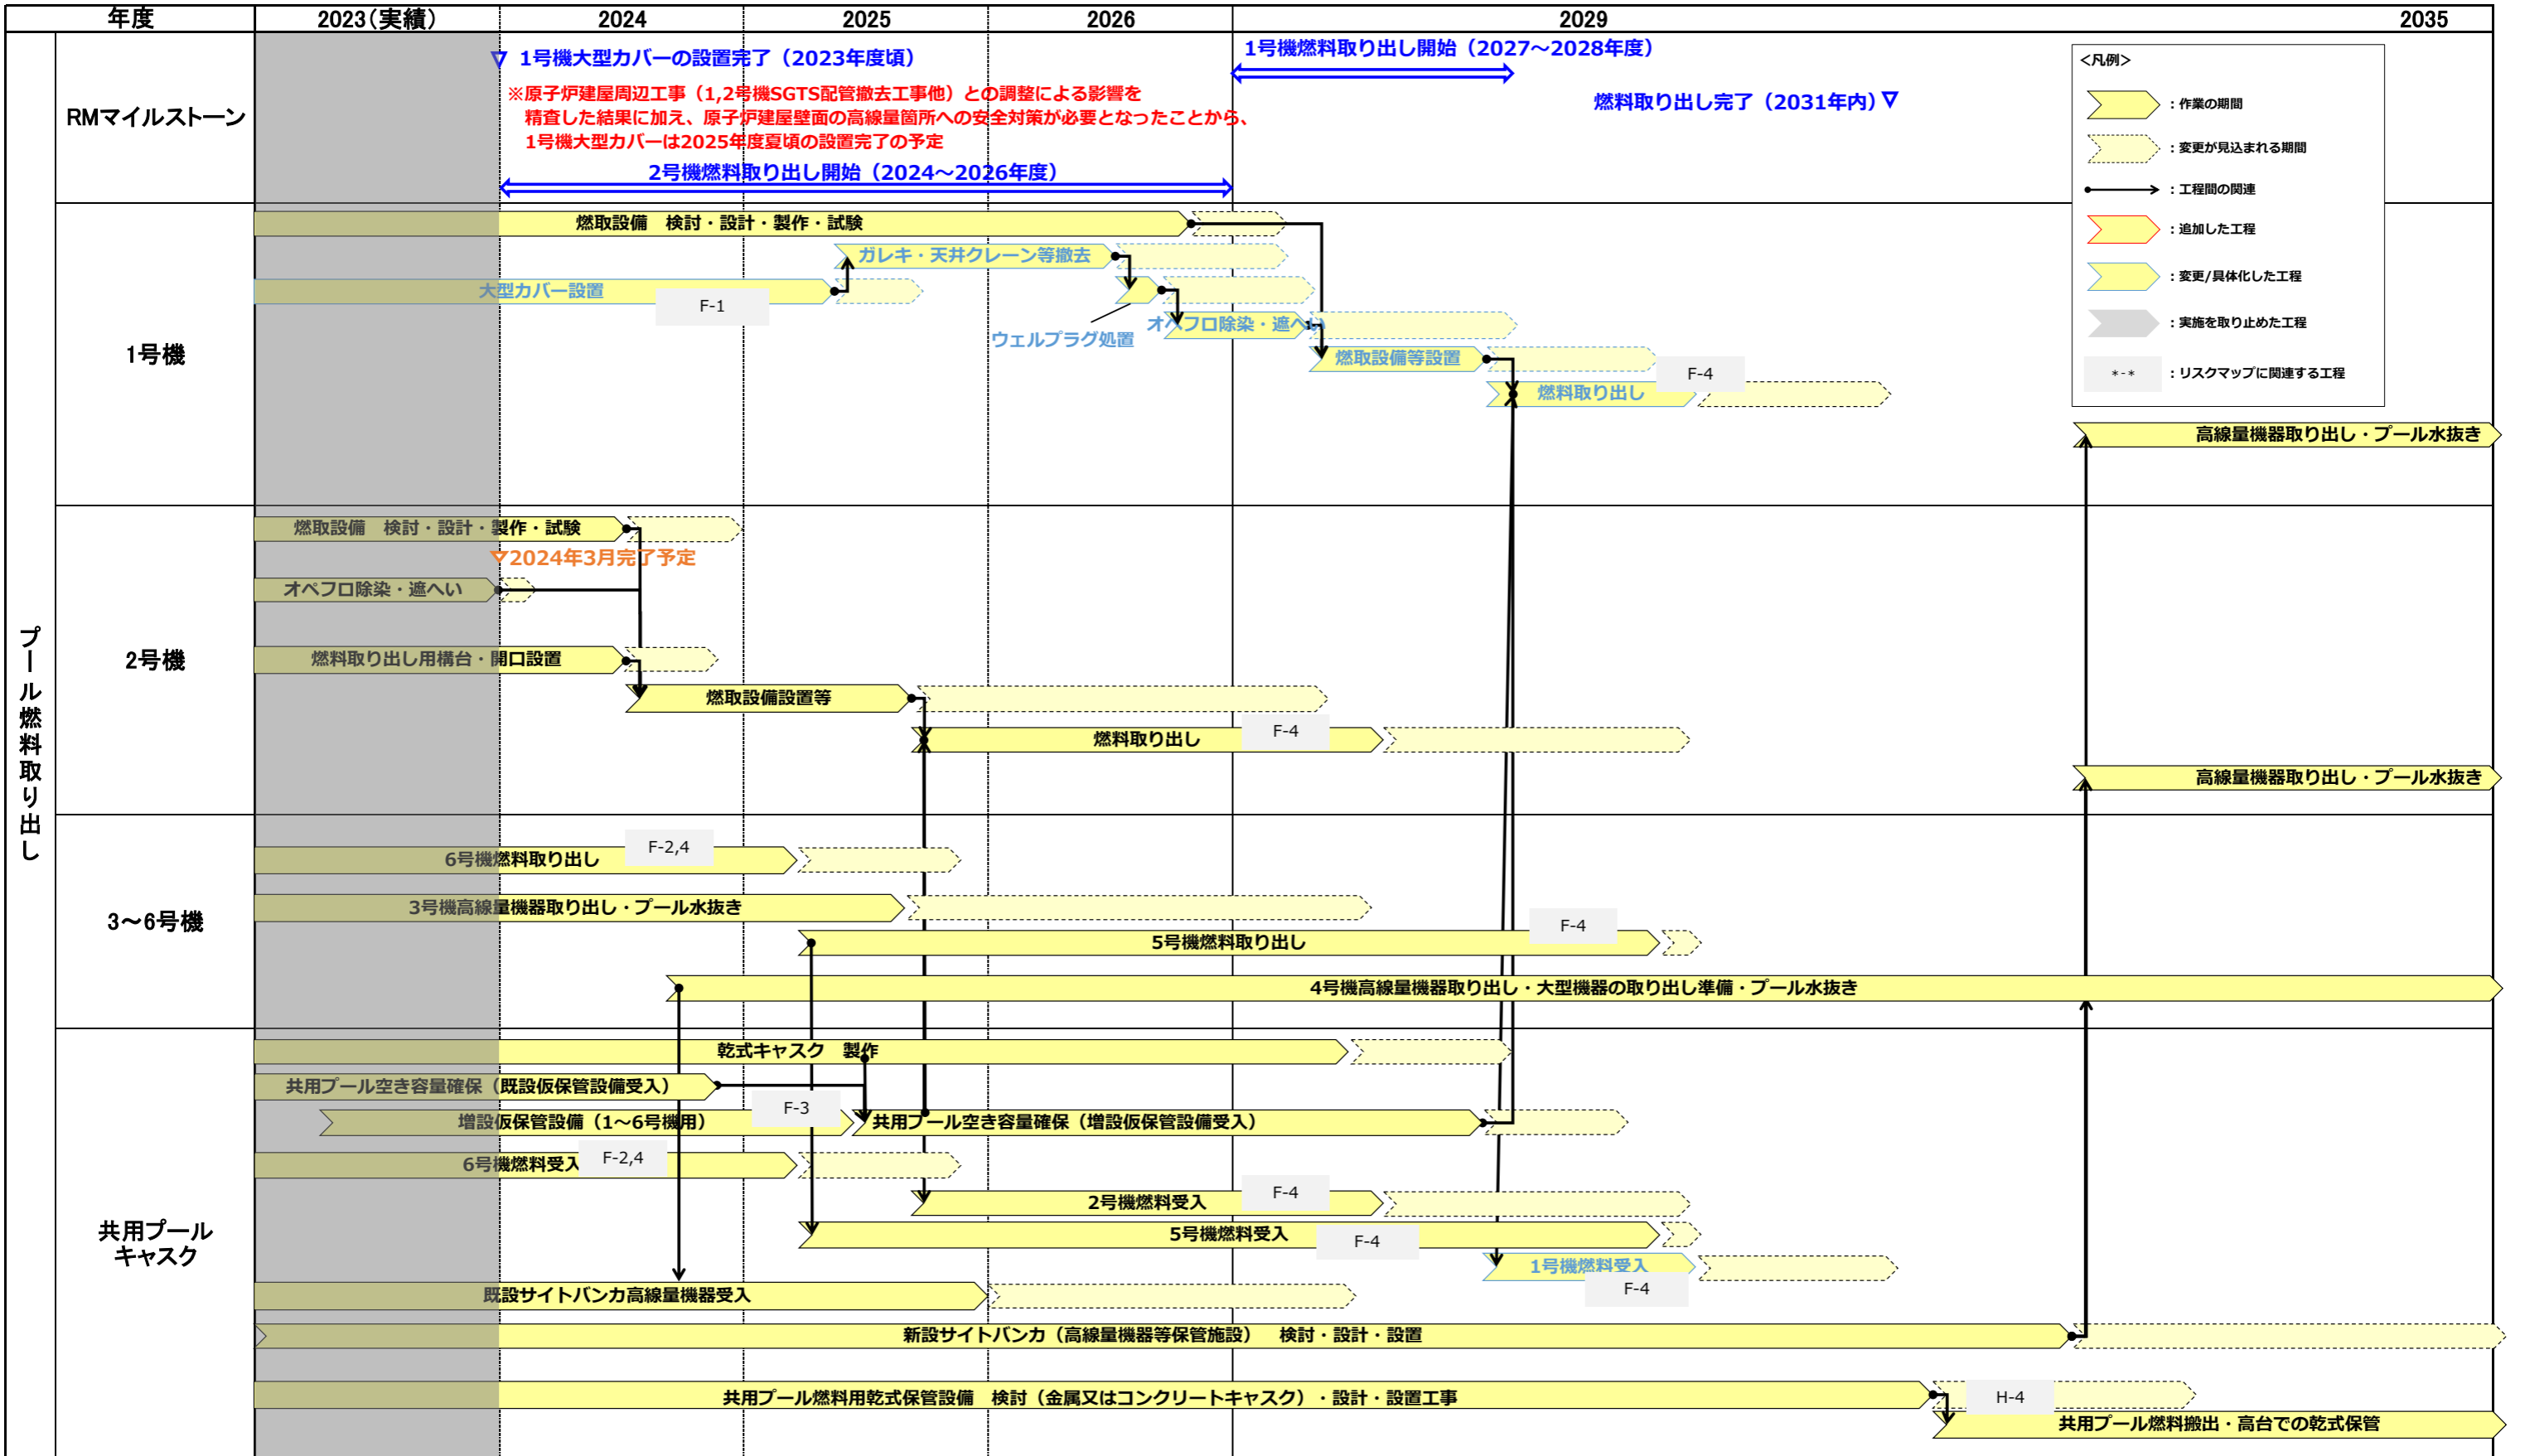 年度
2023(実績)
2024
2025
2026
2029
2035
プール燃料取り出し
RMマイルストーン
▽ 1号機大型カバーの設置完了（2023年度頃）
※原子炉建屋周辺工事（1,2号機SGTS配管撤去工事他）との調整による影響を
精査した結果に加え、原子炉建屋壁面の高線量箇所への安全対策が必要となったことから、
1号機大型カバーは2025年度夏頃の設置完了の予定
2号機燃料取り出し開始（2024～2026年度）
1号機燃料取り出し開始（2027～2028年度）
燃料取り出し完了（2031年内）▽
＜凡例＞
：作業の期間
：変更が見込まれる期間
：工程間の関連
：追加した工程
：変更/具体化した工程
：実施を取り止めた工程
*-* ：リスクマップに関連する工程
1号機
燃取設備　検討・設計・製作・試験
ガレキ・天井クレーン等撤去
大型カバー設置
F-1
ウェルプラグ処置
オペフロ除染・遮へい
燃取設備等設置
F-4
燃料取り出し
高線量機器取り出し・プール水抜き
2号機
燃取設備　検討・設計・製作・試験
▽2024年3月完了予定
オペフロ除染・遮へい
燃料取り出し用構台・開口設置
燃取設備設置等
燃料取り出し
F-4
高線量機器取り出し・プール水抜き
3～6号機
6号機燃料取り出し
F-2,4
3号機高線量機器取り出し・プール水抜き
F-4
5号機燃料取り出し
4号機高線量機器取り出し・大型機器の取り出し準備・プール水抜き
共用プール
キャスク
乾式キャスク　製作
共用プール空き容量確保（既設仮保管設備受入）
F-3
増設仮保管設備（1～6号機用）
共用プール空き容量確保（増設仮保管設備受入）
6号機燃料受入
F-2,4
2号機燃料受入
F-4
5号機燃料受入
F-4
1号機燃料受入
F-4
既設サイトバンカ高線量機器受入
新設サイトバンカ（高線量機器等保管施設）　検討・設計・設置
共用プール燃料用乾式保管設備　検討（金属又はコンクリートキャスク）・設計・設置工事
H-4
共用プール燃料搬出・高台での乾式保管